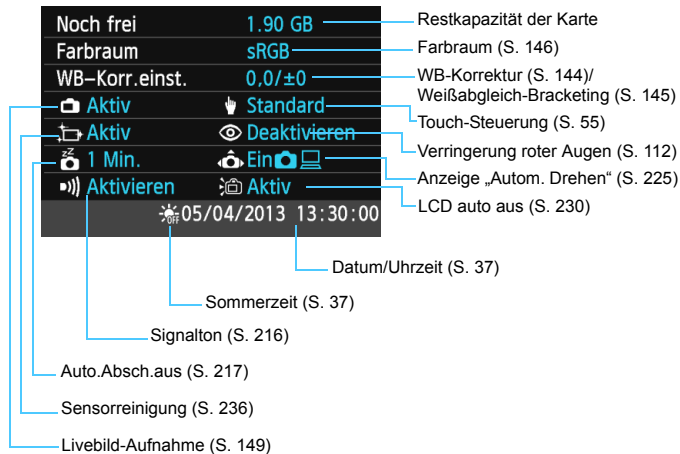 Noch frei 1.90 GB Restkapazität der Karte
Farbraum sRGB Farbraum (S. 146)
WB–Korr.einst. 0,0/±0 WB-Korrektur (S. 144)/
Weißabgleich-Bracketing (S. 145)
Aktiv Standard Touch-Steuerung (S. 55)
Aktiv Deaktivieren Verringerung roter Augen (S. 112)
1 Min. Ein Anzeige „Autom. Drehen“ (S. 225)
Aktivieren Aktiv LCD auto aus (S. 230)
OFF 05/04/2013 13:30:00
Datum/Uhrzeit (S. 37)
Sommerzeit (S. 37)
Signalton (S. 216)
Auto.Absch.aus (S. 217)
Sensorreinigung (S. 236)
Livebild-Aufnahme (S. 149)